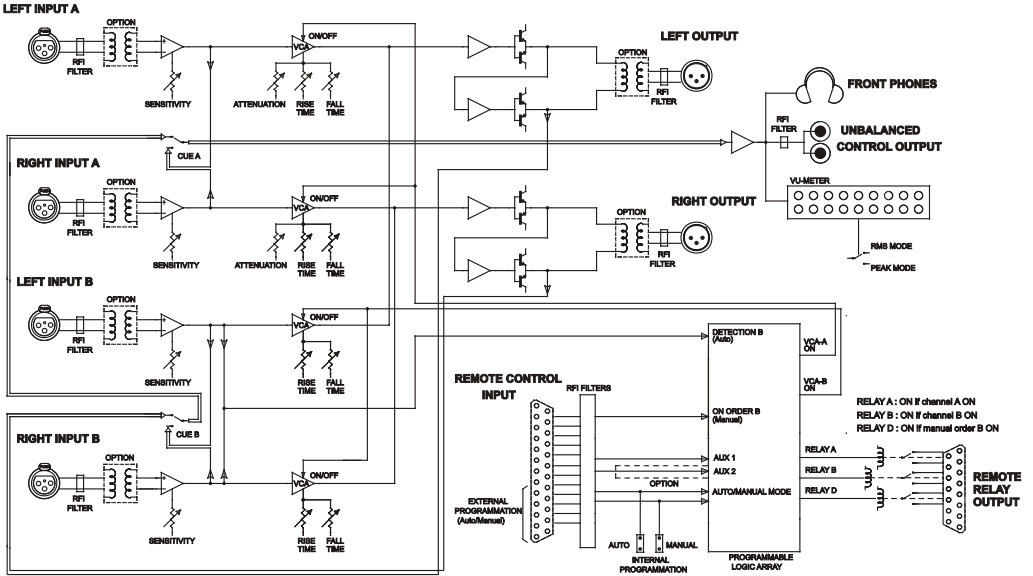 LEFT INPUT A
OPTION
RFI
FILTER
SENSITIVITY
ON/OFF
VCA
ATTENUATION
RISE
TIME
FALL
TIME
LEFT OUTPUT
OPTION
RFI
FILTER
FRONT PHONES
RFI
FILTER
UNBALANCED
CONTROL OUTPUT
CUE A
VU-METER
RMS MODE
PEAK MODE
RIGHT INPUT A
OPTION
RFI
FILTER
SENSITIVITY
ON/OFF
VCA
ATTENUATION
RISE
TIME
FALL
TIME
RIGHT OUTPUT
OPTION
RFI
FILTER
LEFT INPUT B
OPTION
RFI
FILTER
SENSITIVITY
ON/OFF
VCA
RISE
TIME
FALL
TIME
CUE B
RIGHT INPUT B
OPTION
RFI
FILTER
SENSITIVITY
ON/OFF
VCA
RISE
TIME
FALL
TIME
REMOTE CONTROL
INPUT
RFI FILTERS
EXTERNAL
PROGRAMMATION
(Auto/Manual)
DETECTION B
(Auto)
VCA-A
ON
VCA-B
ON
ON ORDER B
(Manual)
AUX 1
AUX 2
OPTION
AUTO/MANUAL MODE
AUTO
MANUAL
INTERNAL
PROGRAMMATION
PROGRAMMABLE
LOGIC ARRAY
RELAY A : ON if channel A ON
RELAY B : ON if channel B ON
RELAY D : ON if manual order B ON
RELAY A
RELAY B
RELAY D
REMOTE
RELAY
OUTPUT